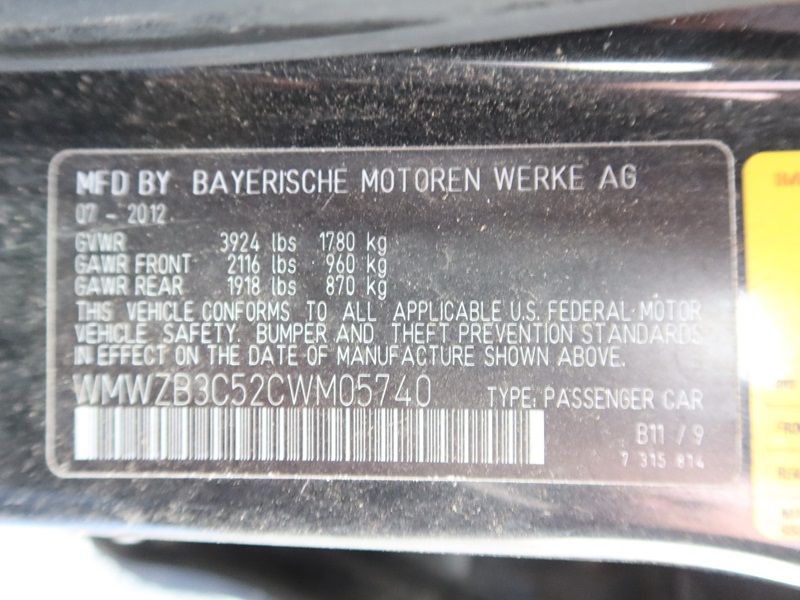 MFD BY BAYERISCHE MOTOREN WERKE AG
07 - 2012
GVWR 3924 lbs 1780 kg
GAWR FRONT 2116 lbs 960 kg
GAWR REAR 1918 lbs 870 kg
THIS VEHICLE CONFORMS TO ALL APPLICABLE U.S. FEDERAL MOTOR
VEHICLE SAFETY, BUMPER AND THEFT PREVENTION STANDARDS
IN EFFECT ON THE DATE OF MANUFACTURE SHOWN ABOVE.
WMWZB3C52CWM05740 TYPE: PASSENGER CAR
B11 / 9
7 315 814